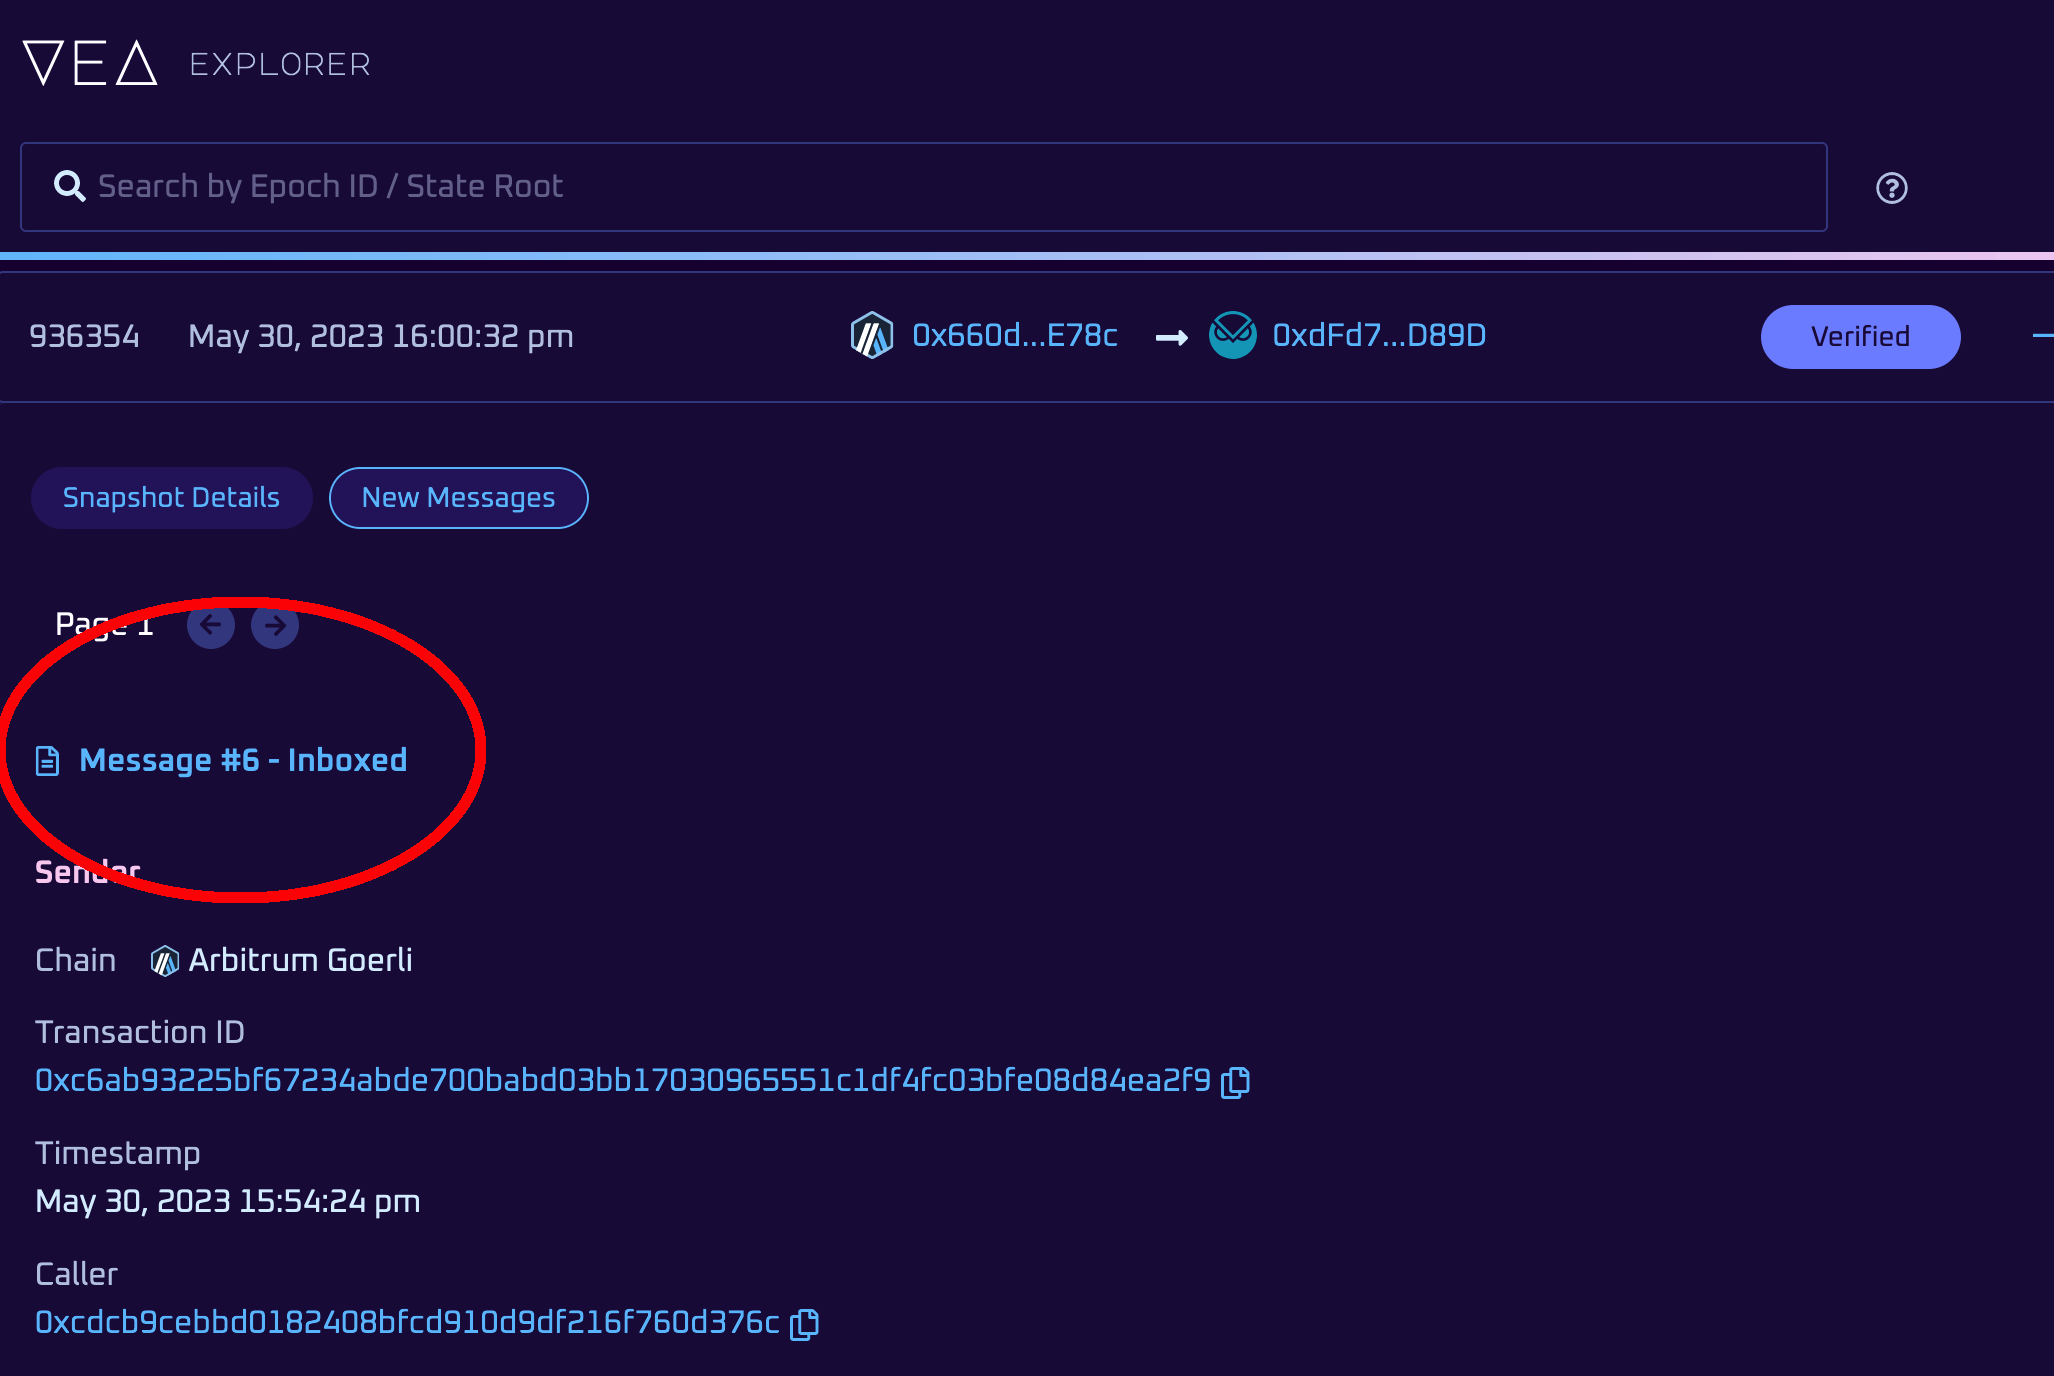 VEA EXPLORER
Search by Epoch ID / State Root
936354 May 30, 2023 16:00:32 pm 0x660d...E78c 0xdFd7...D89D Verified
Snapshot Details New Messages
Page 1
Message #6 - Inboxed
Sender
Chain Arbitrum Goerli
Transaction ID
0xc6ab93225bf67234abde700babd03bb17030965551c1df4fc03bfe08d84ea2f9
Timestamp
May 30, 2023 15:54:24 pm
Caller
0xcdcb9cebbd0182408bfcd910d9df216f760d376c